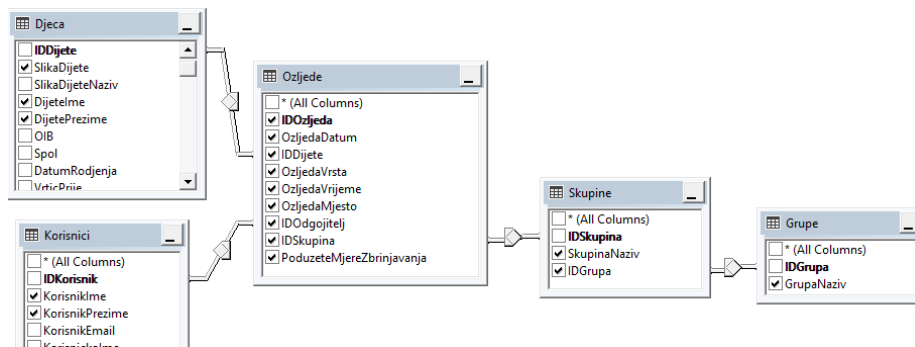 Djeca
IDDijete
SlikaDijete
SlikaDijeteNaziv
DijeteIme
DijetePrezime
OIB
Spol
DatumRodjenja
VrticPrije
Ozljede
* (All Columns)
IDOzljeda
OzljedaDatum
IDDijete
OzljedaVrsta
OzljedaVrijeme
OzljedaMjesto
IDOdgojitelj
IDSkupina
PoduzeteMjereZbrinjavanja
Korisnici
* (All Columns)
IDKorisnik
KorisnikIme
KorisnikPrezime
KorisnikEmail
KorisnickoIme
Skupine
* (All Columns)
IDSkupina
SkupinaNaziv
IDGrupa
Grupe
* (All Columns)
IDGrupa
GrupaNaziv